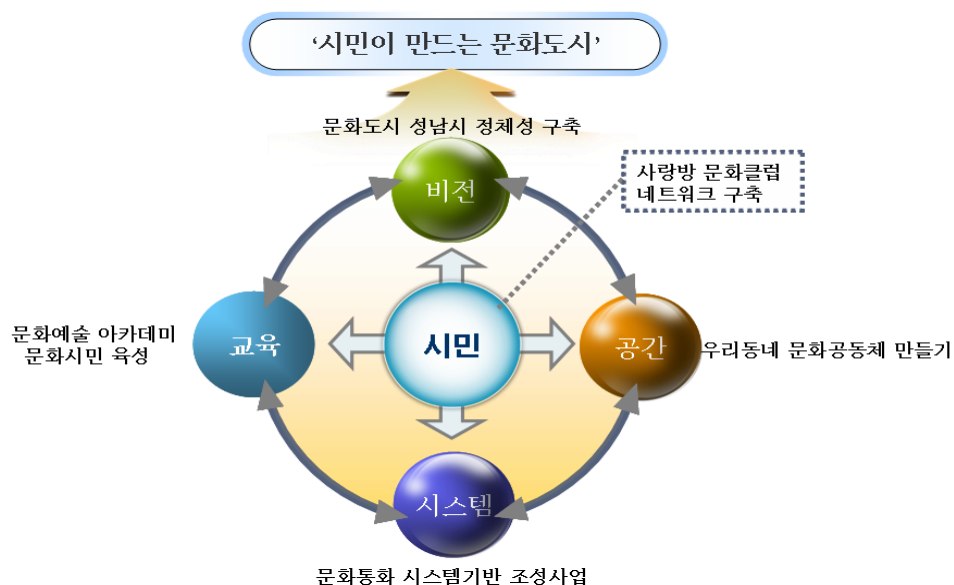 ‘시민이 만드는 문화도시’
문화도시 성남시 정체성 구축
비전
사랑방 문화클럽
네트워크 구축
문화예술 아카데미
문화시민 육성
교육
시민
공간
우리동네 문화공동체 만들기
시스템
문화통화 시스템기반 조성사업